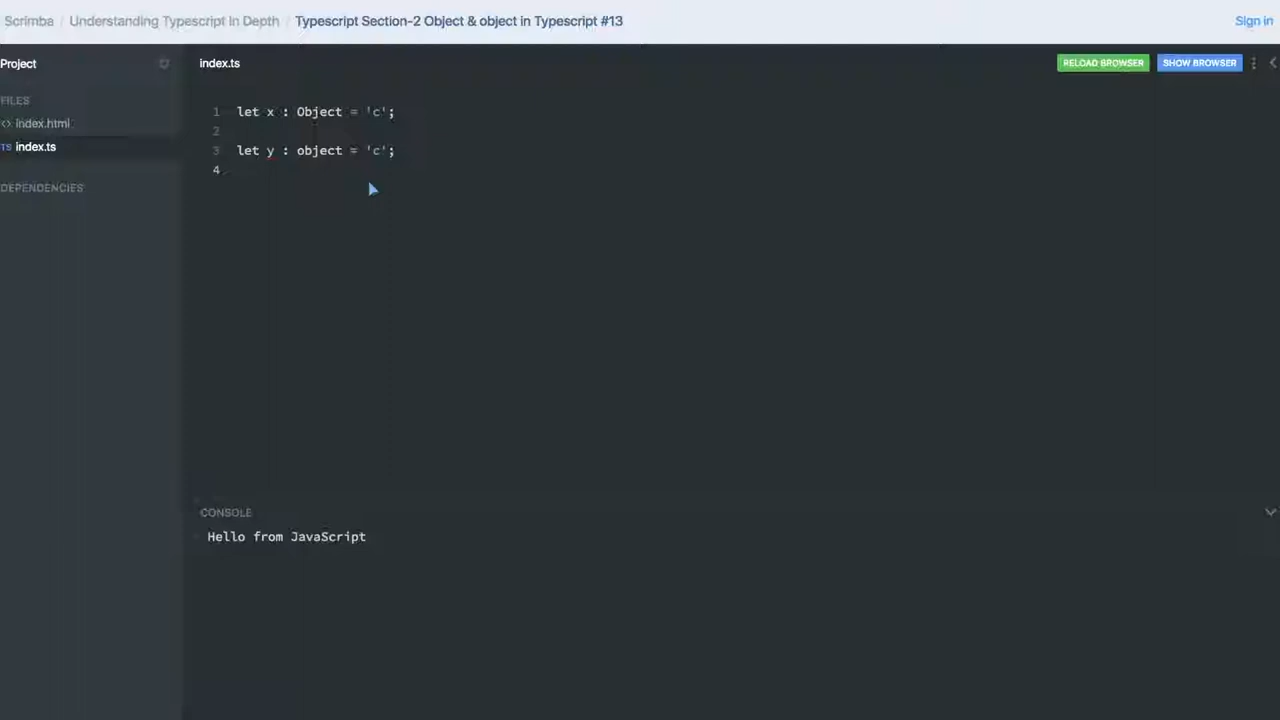 Scrimba / Understanding Typescript In Depth / Typescript Section-2 Object & object in Typescript #13
Sign in
Project
index.ts
RELOAD BROWSER
SHOW BROWSER
FILES
<> index.html
TS index.ts
DEPENDENCIES
1 let x : Object = 'c';
2
3 let y : object = 'c';
4
CONSOLE
Hello from JavaScript